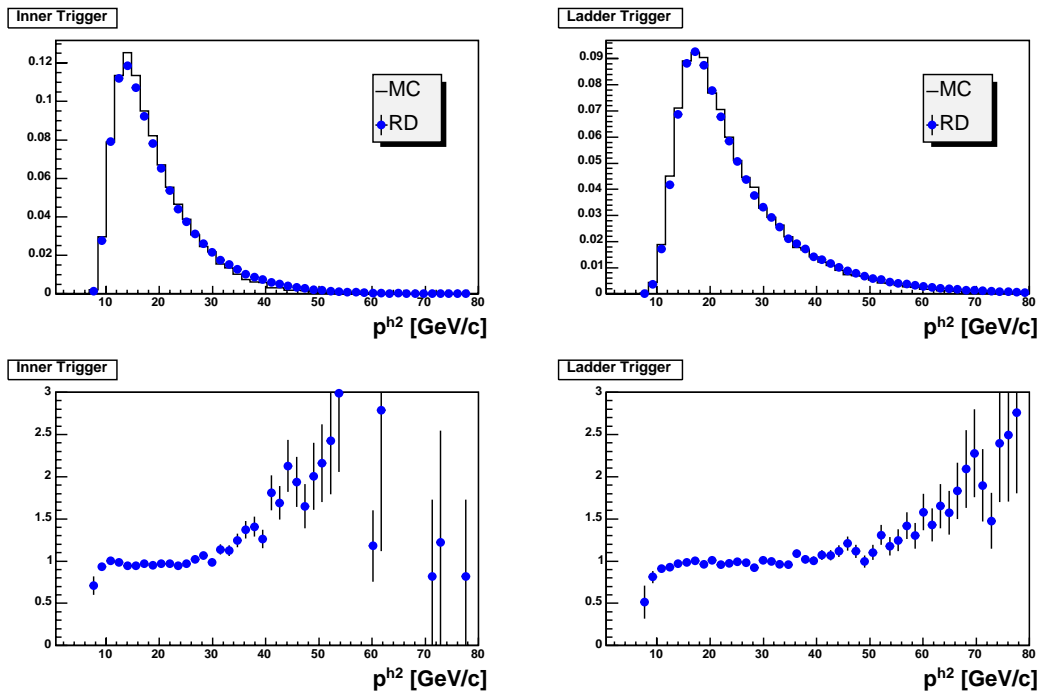 Inner Trigger
0.12
0.1
0.08
0.06
0.04
0.02
0
MC
RD
10 20 30 40 50 60 70 80
p^h2 [GeV/c]
Ladder Trigger
0.09
0.08
0.07
0.06
0.05
0.04
0.03
0.02
0.01
0
MC
RD
10 20 30 40 50 60 70 80
p^h2 [GeV/c]
Inner Trigger
3
2.5
2
1.5
1
0.5
0
10 20 30 40 50 60 70 80
p^h2 [GeV/c]
Ladder Trigger
3
2.5
2
1.5
1
0.5
0
10 20 30 40 50 60 70 80
p^h2 [GeV/c]